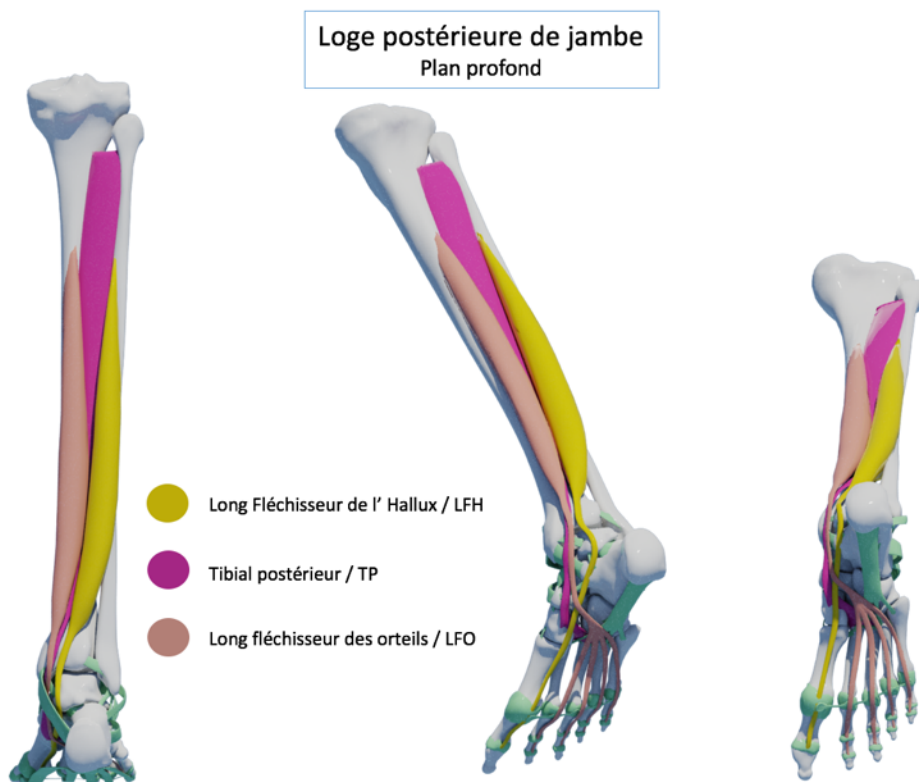 Loge postérieure de jambe
Plan profond
Long Fléchisseur de l’ Hallux / LFH
Tibial postérieur / TP
Long fléchisseur des orteils / LFO